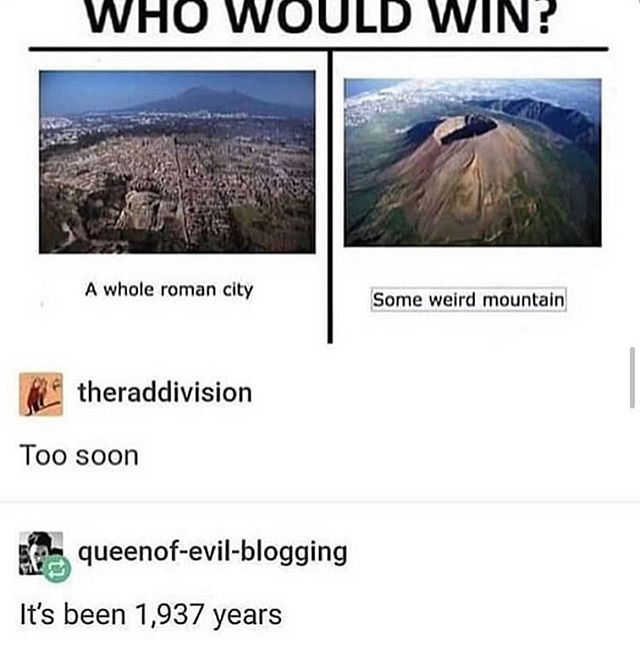 WHO WOULD WIN?
A whole roman city
Some weird mountain
theraddivision
Too soon
queenof-evil-blogging
It's been 1,937 years